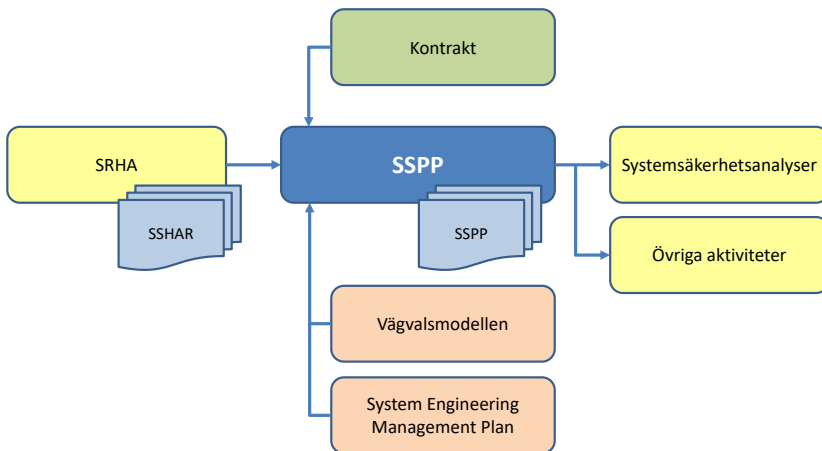 Kontrakt
SRHA
SSPP
Systemsäkerhetsanalyser
SSHAR
SSPP
Övriga aktiviteter
Vägvalsmodellen
System Engineering
Management Plan